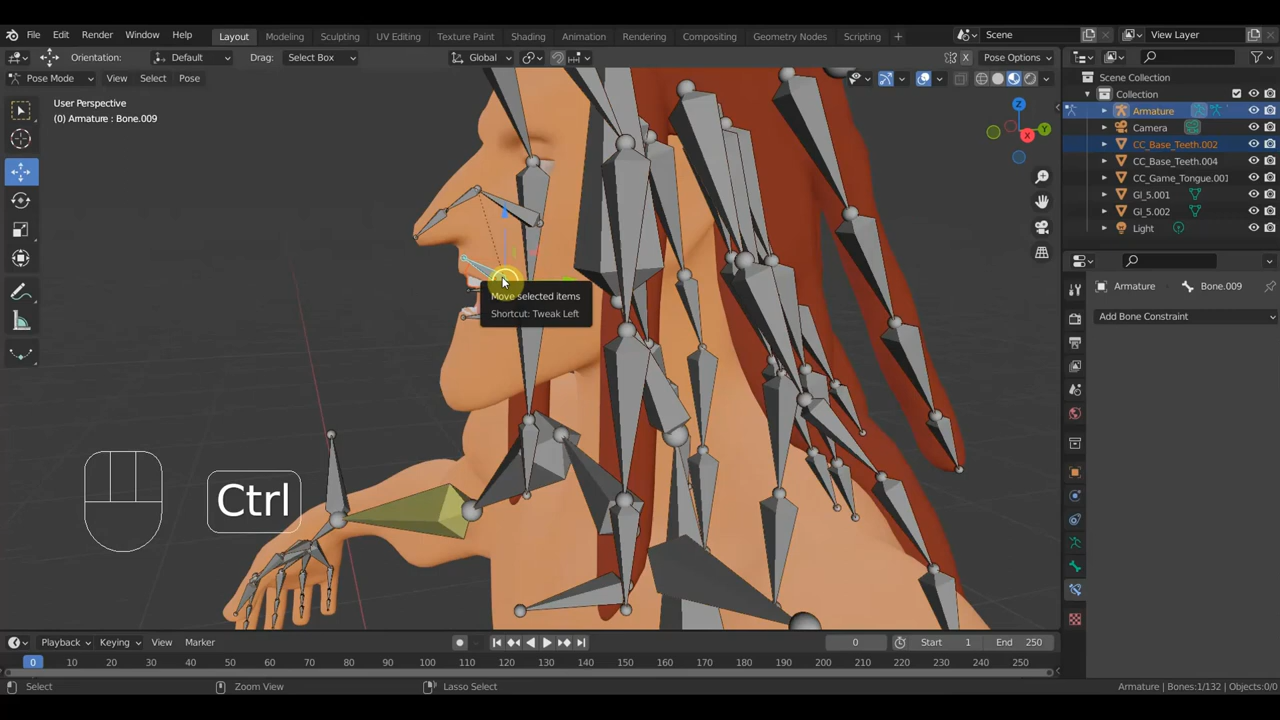 File Edit Render Window Help Layout Modeling Sculpting UV Editing Texture Paint Shading Animation Rendering Compositing Geometry Nodes Scripting + Scene View Layer
Orientation: Default Drag: Select Box Global X Pose Options
Pose Mode View Select Pose
User Perspective
(0) Armature : Bone.009
Z
Y
X
Scene Collection
Collection
Armature
Camera
CC_Base_Teeth.002
CC_Base_Teeth.004
CC_Game_Tongue.001
GI_5.001
GI_5.002
Light
Armature Bone.009
Add Bone Constraint
Move selected items
Shortcut: Tweak Left
Ctrl
Playback Keying View Marker 0 Start 1 End 250
0 10 20 30 40 50 60 70 80 90 100 110 120 130 140 150 160 170 180 190 200 210 220 230 240 250
Select Zoom View Lasso Select Armature | Bones:1/132 | Objects:0/0